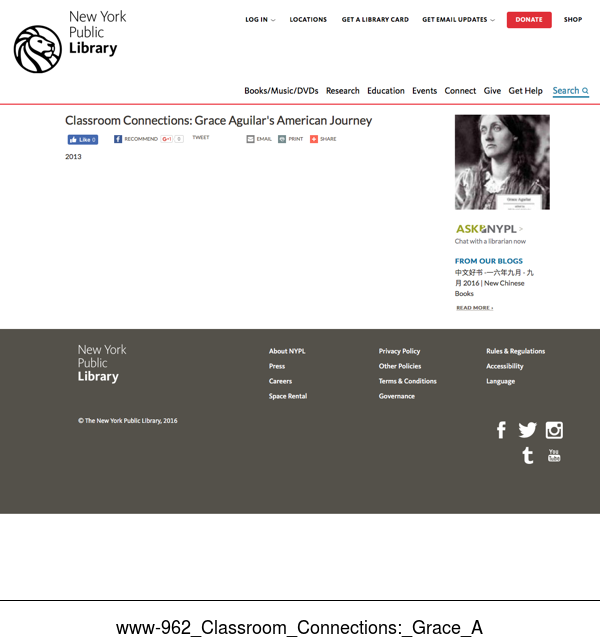 New York
Public
Library
LOG IN
LOCATIONS
GET A LIBRARY CARD
GET EMAIL UPDATES
DONATE
SHOP
Books/Music/DVDs
Research
Education
Events
Connect
Give
Get Help
Search
Classroom Connections: Grace Aguilar's American Journey
Like 0
RECOMMEND
G+1
0
TWEET
EMAIL
PRINT
SHARE
2013
Grace Aguilar
ASK NYPL >
Chat with a librarian now
FROM OUR BLOGS
中文好书 -一六年九月 - 九
月 2016 | New Chinese
Books
READ MORE ›
New York
Public
Library
About NYPL
Privacy Policy
Rules & Regulations
Press
Other Policies
Accessibility
Careers
Terms & Conditions
Language
Space Rental
Governance
© The New York Public Library, 2016
You
Tube
www-962_Classroom_Connections:_Grace_A